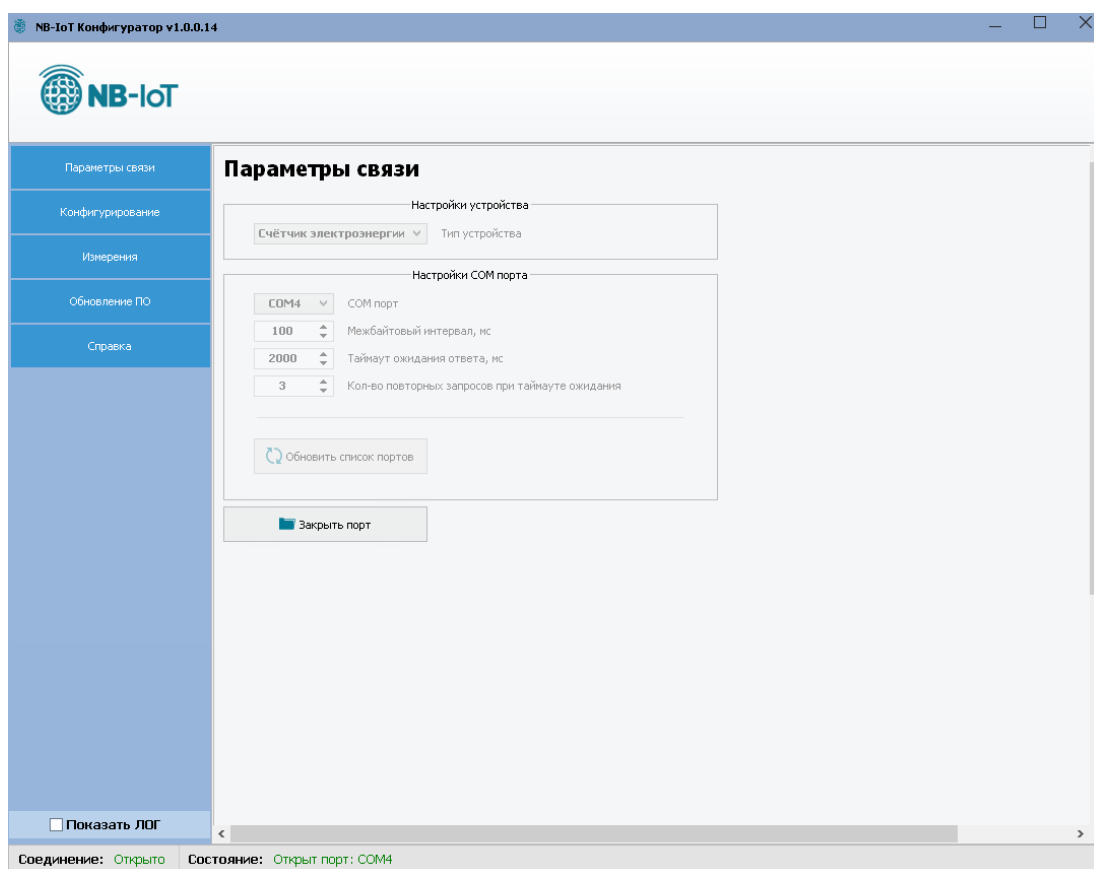 NB-IoT Конфигуратор v1.0.0.14
NB-IoT
Параметры связи
Конфигурирование
Измерения
Обновление ПО
Справка
Параметры связи
Настройки устройства
Счётчик электроэнергии Тип устройства
Настройки COM порта
COM4 COM порт
100 Межбайтовый интервал, мс
2000 Таймаут ожидания ответа, мс
3 Кол-во повторных запросов при таймауте ожидания
Обновить список портов
Закрыть порт
Показать ЛОГ
Соединение: Открыто Состояние: Открыт порт: COM4